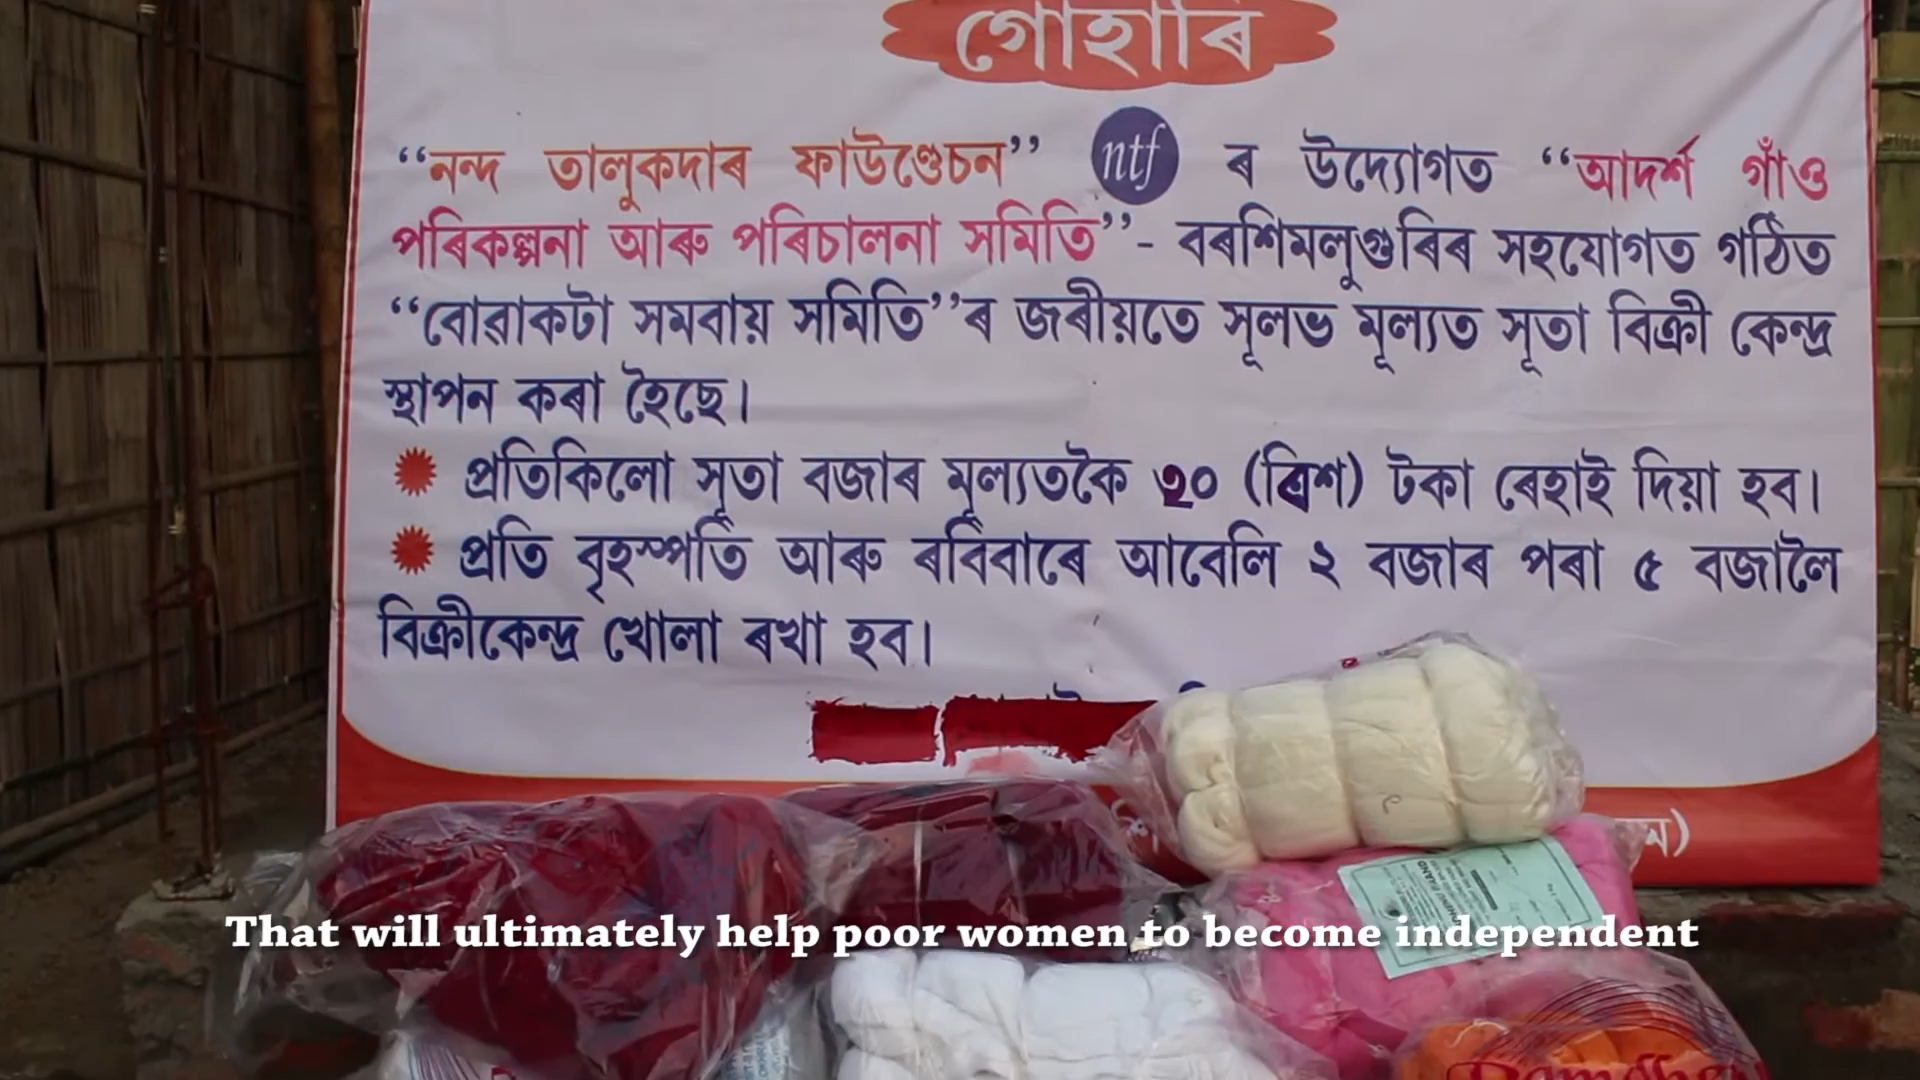 গোহাৰি
“নন্দ তালুকদাৰ ফাউণ্ডেচন” ntf ৰ উদ্যোগত “আদৰ্শ গাঁও
পৰিকল্পনা আৰু পৰিচালনা সমিতি”- বৰশিমলুগুৰিৰ সহযোগত গঠিত
“বোৱাকটা সমবায় সমিতি”ৰ জৰীয়তে সূলভ মূল্যত সূতা বিক্ৰী কেন্দ্ৰ
স্থাপন কৰা হৈছে।
প্ৰতিকিলো সূতা বজাৰ মূল্যতকৈ ২০ (বিশ) টকা ৰেহাই দিয়া হব।
প্ৰতি বৃহস্পতি আৰু ৰবিবাৰে আবেলি ২ বজাৰ পৰা ৫ বজালৈ
বিক্ৰীকেন্দ্ৰ খোলা ৰখা হব।
That will ultimately help poor women to become independent